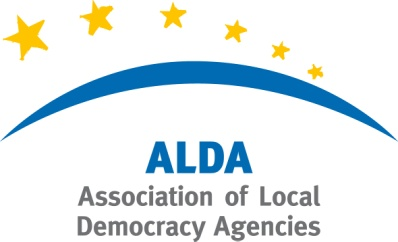 ALDA
Association of Local
Democracy Agencies